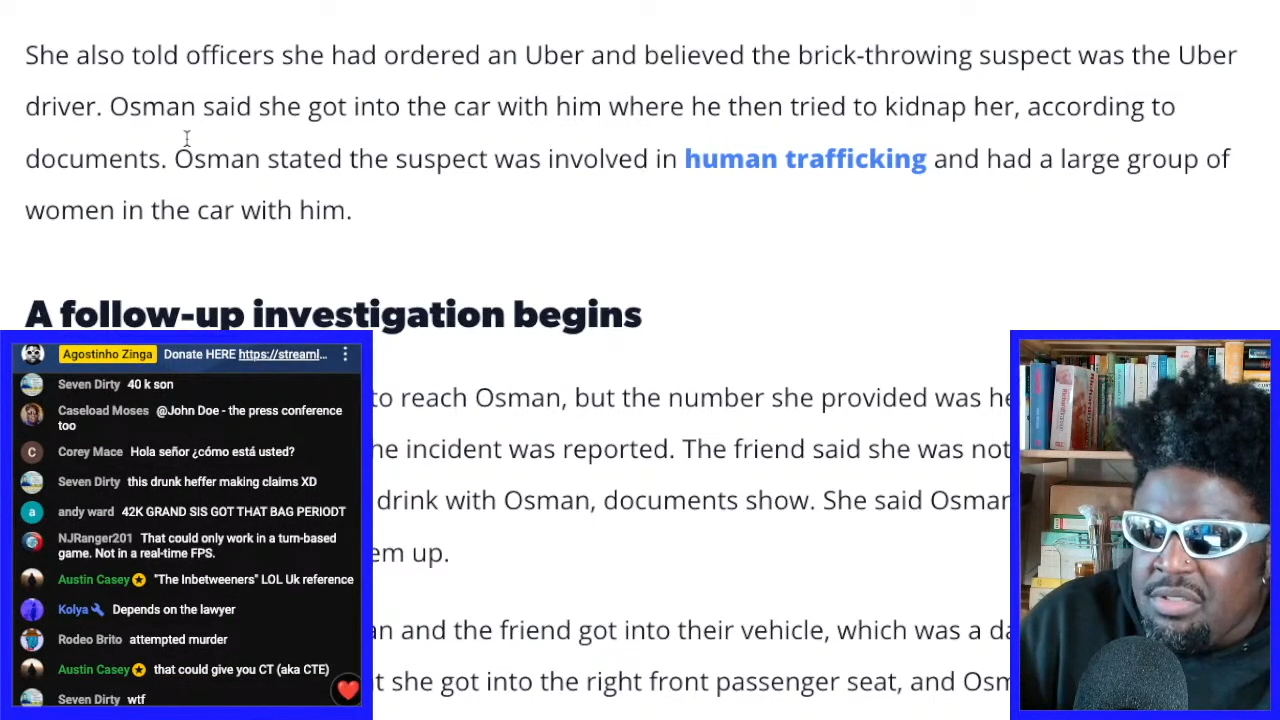 She also told officers she had ordered an Uber and believed the brick-throwing suspect was the Uber
driver. Osman said she got into the car with him where he then tried to kidnap her, according to
documents. Osman stated the suspect was involved in human trafficking and had a large group of
women in the car with him.
A follow-up investigation begins
to reach Osman, but the number she provided was he
he incident was reported. The friend said she was not
drink with Osman, documents show. She said Osman
em up.
an and the friend got into their vehicle, which was a da
t she got into the right front passenger seat, and Osm
Agostinho Zinga Donate HERE https://streaml...
Seven Dirty 40 k son
Caseload Moses @John Doe - the press conference
too
C Corey Mace Hola señor ¿cómo está usted?
Seven Dirty this drunk heffer making claims XD
a andy ward 42K GRAND SIS GOT THAT BAG PERIODT
NJRanger201 That could only work in a turn-based
game. Not in a real-time FPS.
Austin Casey "The Inbetweeners" LOL Uk reference
Kolya Depends on the lawyer
Rodeo Brito attempted murder
Austin Casey that could give you CT (aka CTE)
Seven Dirty wtf